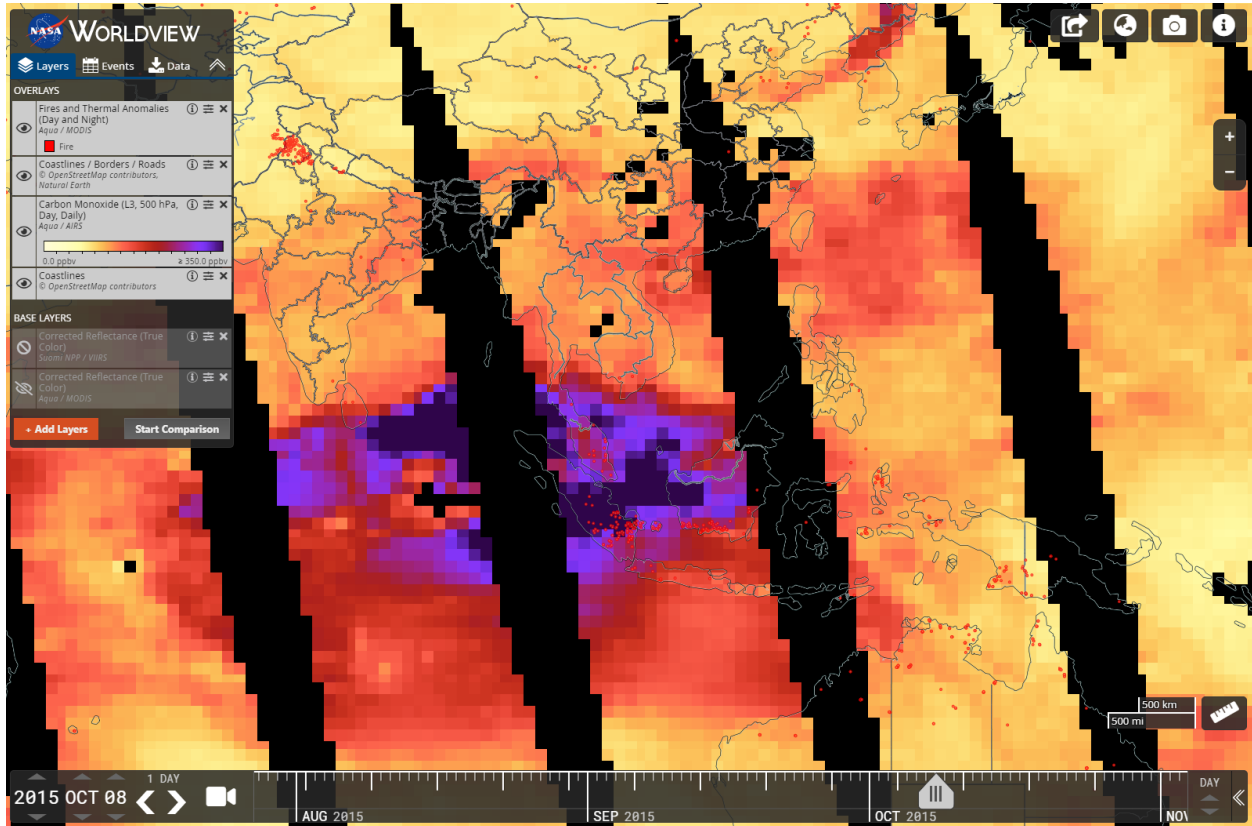 NASA WORLDVIEW
Layers Events Data
OVERLAYS
Fires and Thermal Anomalies
(Day and Night)
Aqua / MODIS
Fire
Coastlines / Borders / Roads
© OpenStreetMap contributors,
Natural Earth
Carbon Monoxide (L3, 500 hPa,
Day, Daily)
Aqua / AIRS
0.0 ppbv ≥ 350.0 ppbv
Coastlines
© OpenStreetMap contributors
BASE LAYERS
Corrected Reflectance (True
Color)
Suomi NPP / VIIRS
Corrected Reflectance (True
Color)
Aqua / MODIS
+ Add Layers Start Comparison
500 km
500 mi
2015 OCT 08
1 DAY
AUG 2015 SEP 2015 OCT 2015 NOV
DAY